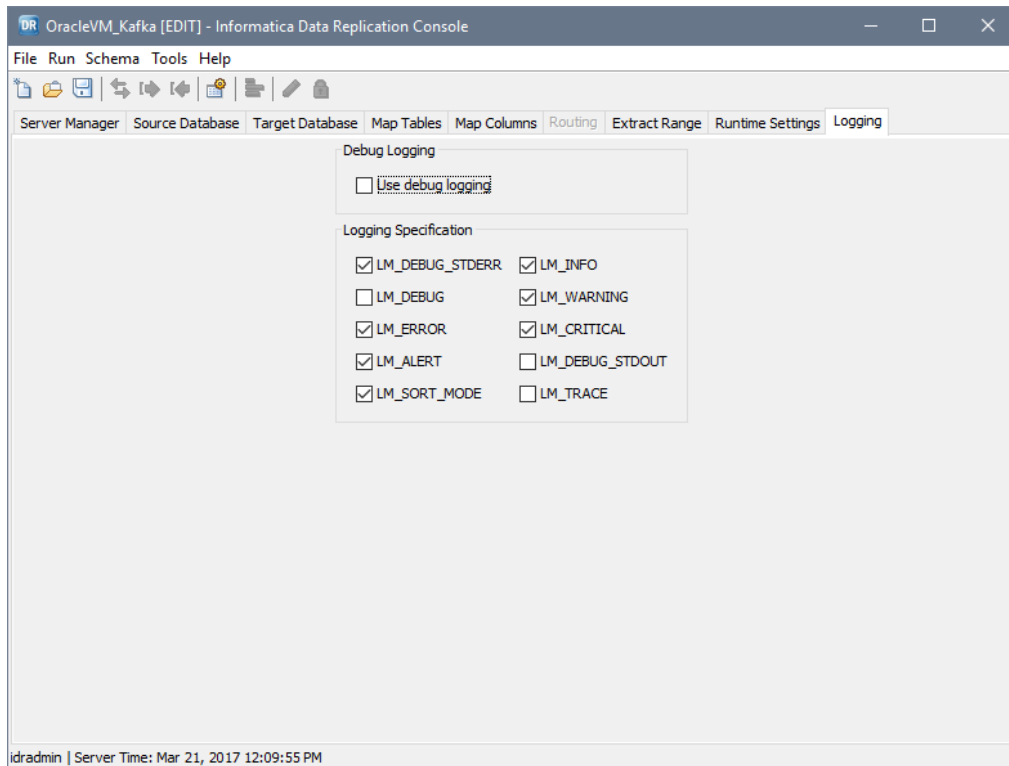 DR OracleVM_Kafka [EDIT] - Informatica Data Replication Console
File Run Schema Tools Help
Server Manager Source Database Target Database Map Tables Map Columns Routing Extract Range Runtime Settings Logging
Debug Logging
Use debug logging
Logging Specification
LM_DEBUG_STDERR LM_INFO
LM_DEBUG LM_WARNING
LM_ERROR LM_CRITICAL
LM_ALERT LM_DEBUG_STDOUT
LM_SORT_MODE LM_TRACE
idradmin | Server Time: Mar 21, 2017 12:09:55 PM